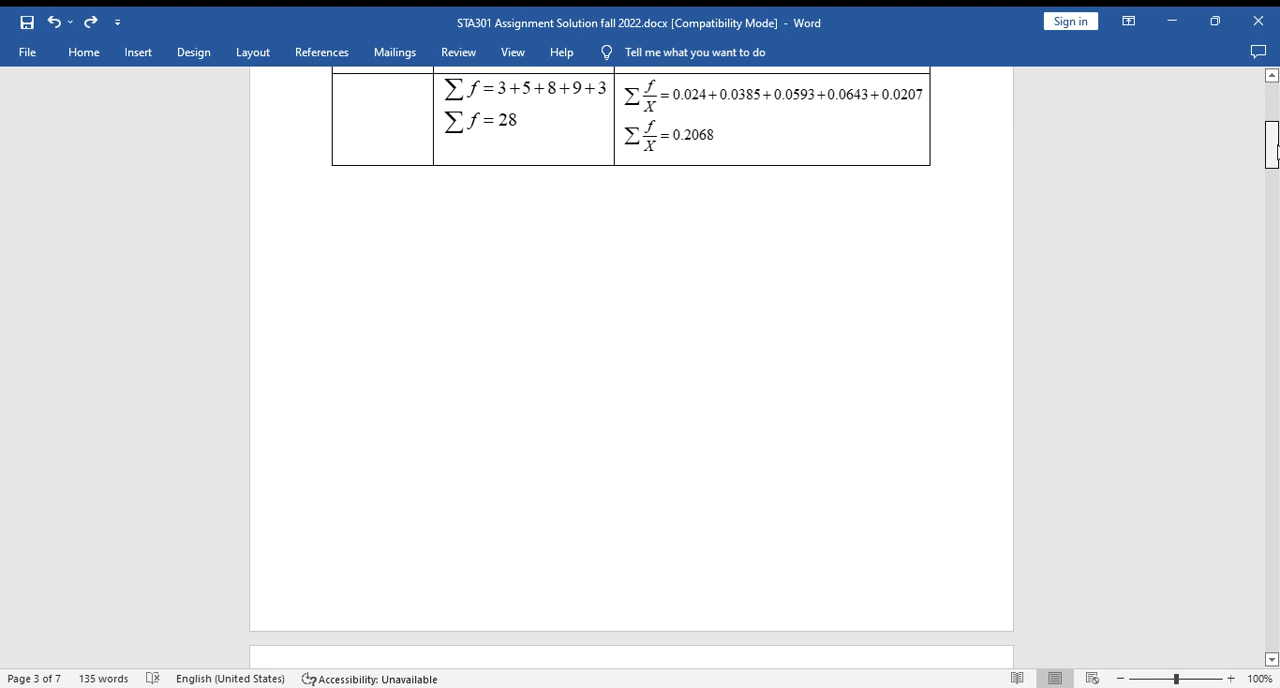 STA301 Assignment Solution fall 2022.docx [Compatibility Mode] - Word
Sign in
File Home Insert Design Layout References Mailings Review View Help Tell me what you want to do
∑ f = 3+5+8+9+3
∑ f = 28
∑ f/X = 0.024+0.0385+0.0593+0.0643+0.0207
∑ f/X = 0.2068
Page 3 of 7 135 words English (United States) Accessibility: Unavailable 100%